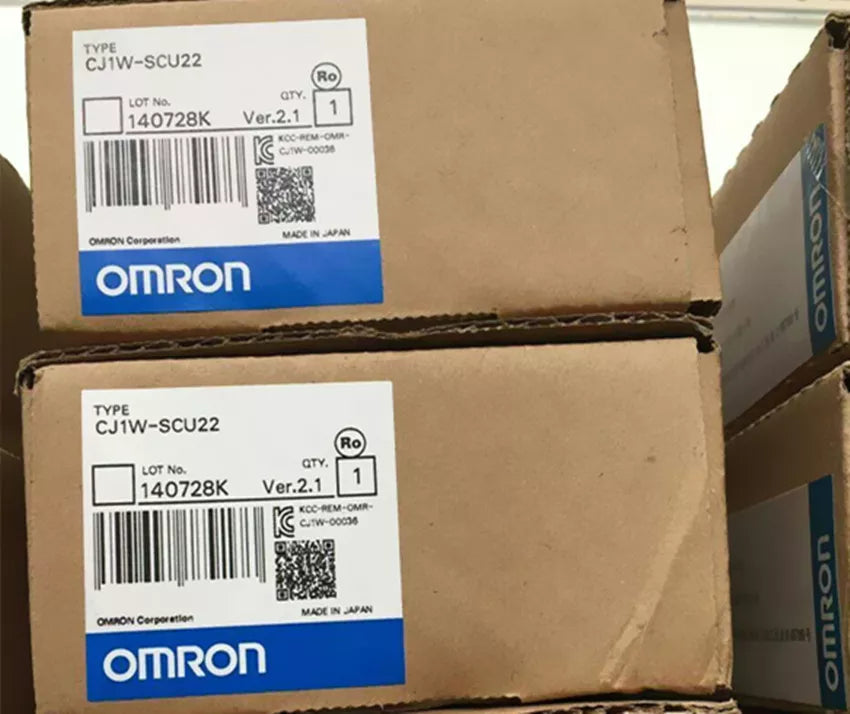 TYPE
CJ1W-SCU22
Ro
LOT No.
QTY.
140728K Ver.2.1 1
KCC-REM-OMR-
CJ1W-00036
OMRON Corporation
MADE IN JAPAN
OMRON
TYPE
CJ1W-SCU22
Ro
LOT No.
QTY.
140728K Ver.2.1 1
KCC-REM-OMR-
CJ1W-00036
OMRON Corporation
MADE IN JAPAN
OMRON
OMRON
OMRON